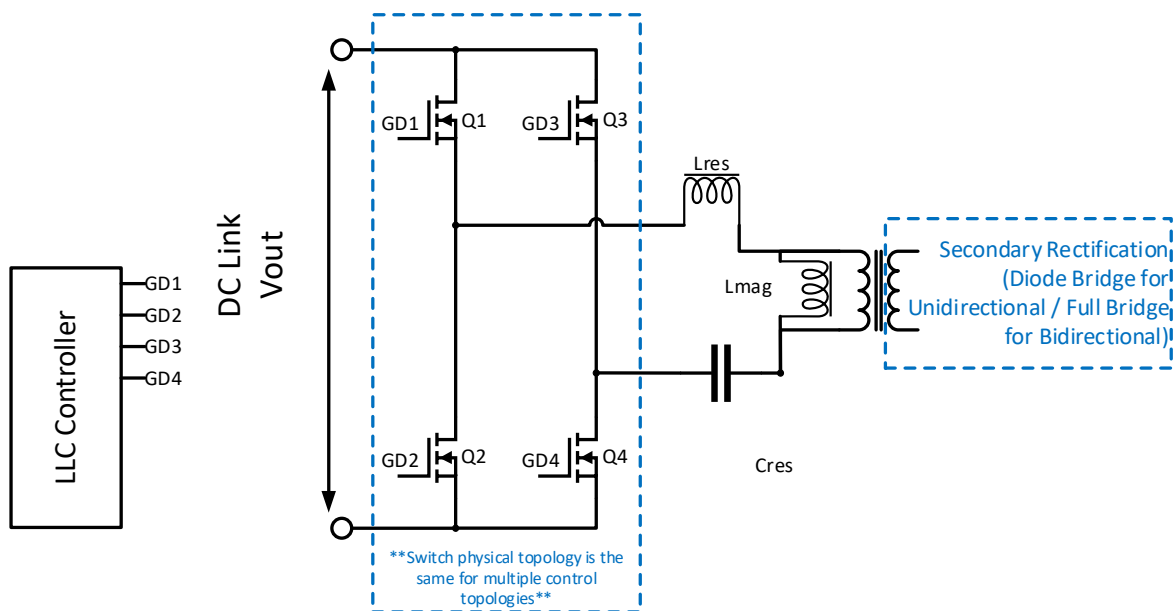 LLC Controller
GD1
GD2
GD3
GD4
DC Link
Vout
GD1
Q1
GD3
Q3
GD2
Q2
GD4
Q4
**Switch physical topology is the
same for multiple control
topologies**
Lres
Lmag
Cres
Secondary Rectification
(Diode Bridge for
Unidirectional / Full Bridge
for Bidirectional)